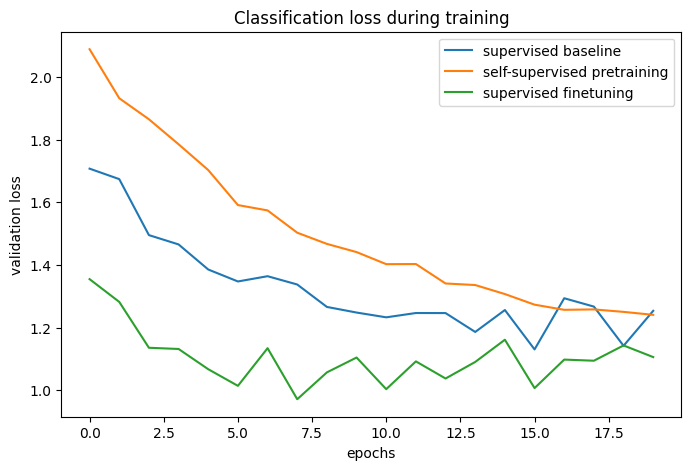 Classification loss during training
supervised baseline
self-supervised pretraining
supervised finetuning
validation loss
2.0
1.8
1.6
1.4
1.2
1.0
0.0 2.5 5.0 7.5 10.0 12.5 15.0 17.5
epochs